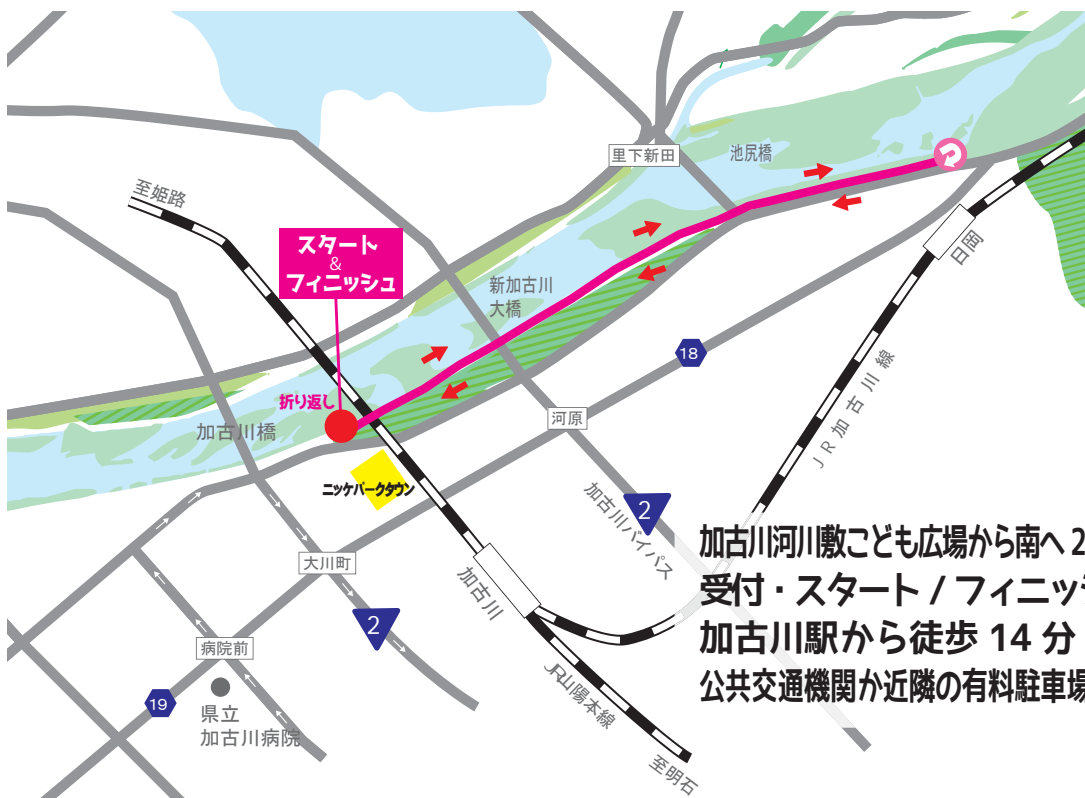 里下新田
池尻橋
至姫路
スタート
&
フィニッシュ
新加古川
大橋
日岡
18
折り返し
加古川橋
河原
JR加古川線
ニッケパークタウン
2
加古川バイパス
大川町
加古川
加古川河川敷こども広場から南へ2
受付・スタート / フィニッ
加古川駅から徒歩 14 分
公共交通機関か近隣の有料駐車場
2
病院前
19
県立
加古川病院
JR山陽本線
至明石